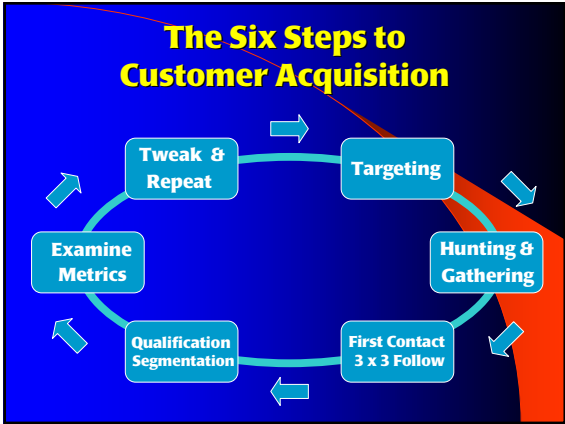 The Six Steps to
Customer Acquisition
Tweak &
Repeat
Targeting
Examine
Metrics
Hunting &
Gathering
Qualification
Segmentation
First Contact
3 x 3 Follow